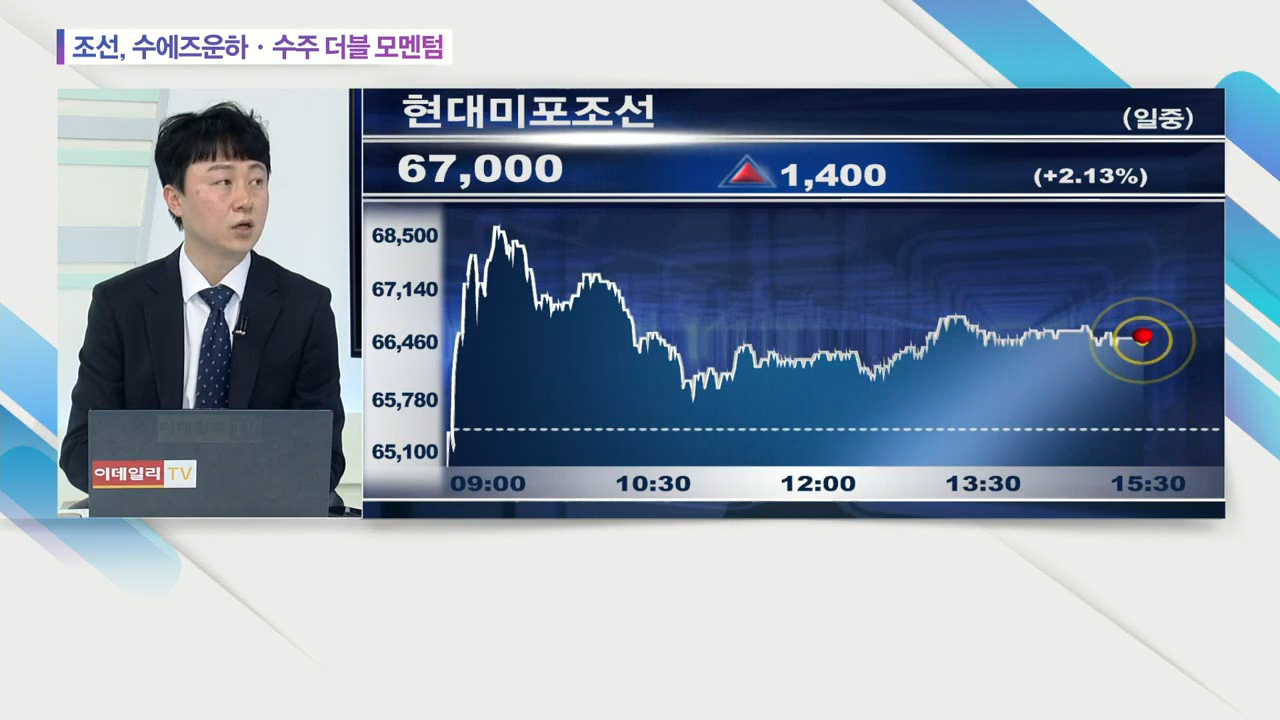 조선, 수에즈운하 · 수주 더블 모멘텀
현대미포조선
(일중)
67,000 ▲ 1,400 (+2.13%)
68,500
67,140
66,460
65,780
65,100
09:00 10:30 12:00 13:30 15:30
이데일리 TV